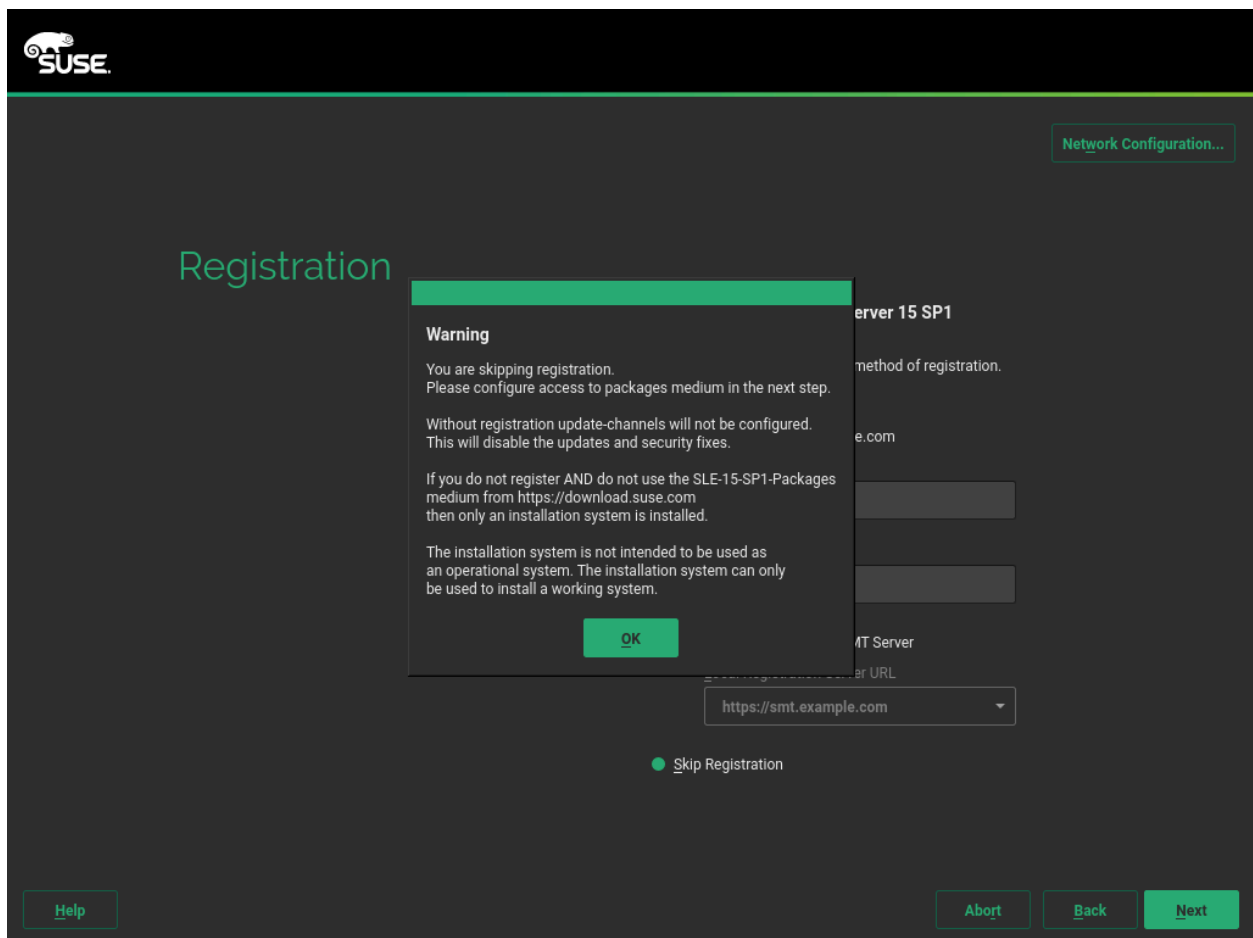 SUSE.
Network Configuration...
Registration
erver 15 SP1
method of registration.
e.com
Warning
You are skipping registration.
Please configure access to packages medium in the next step.
Without registration update-channels will not be configured.
This will disable the updates and security fixes.
If you do not register AND do not use the SLE-15-SP1-Packages
medium from https://download.suse.com
then only an installation system is installed.
The installation system is not intended to be used as
an operational system. The installation system can only
be used to install a working system.
OK
MT Server
er URL
https://smt.example.com
Skip Registration
Help
Abort
Back
Next